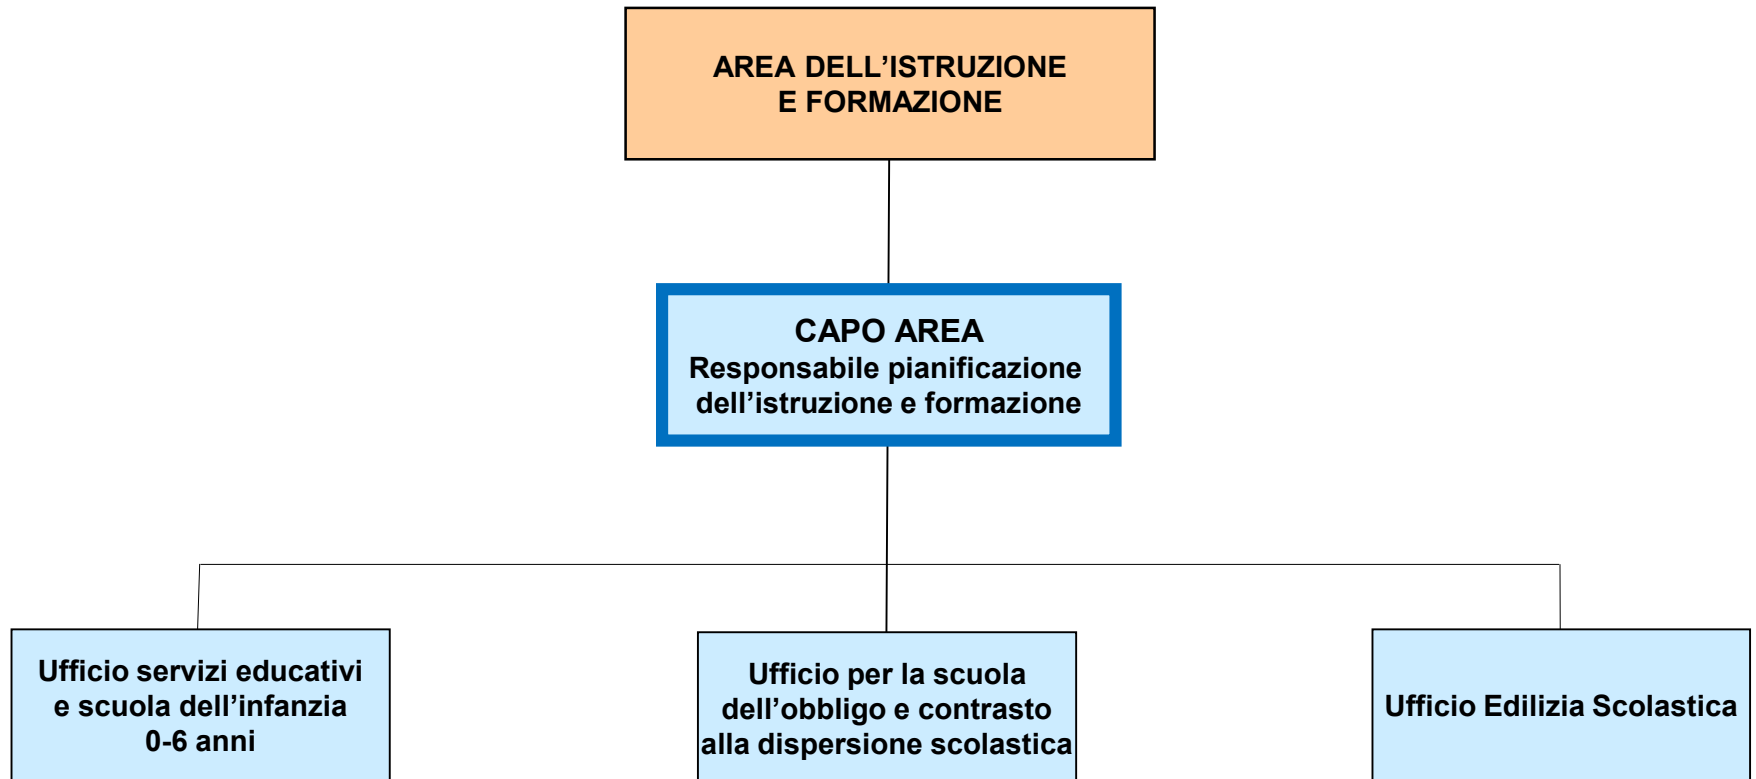 AREA DELL’ISTRUZIONE
E FORMAZIONE
CAPO AREA
Responsabile pianificazione
dell’istruzione e formazione
Ufficio servizi educativi
e scuola dell’infanzia
0-6 anni
Ufficio per la scuola
dell’obbligo e contrasto
alla dispersione scolastica
Ufficio Edilizia Scolastica